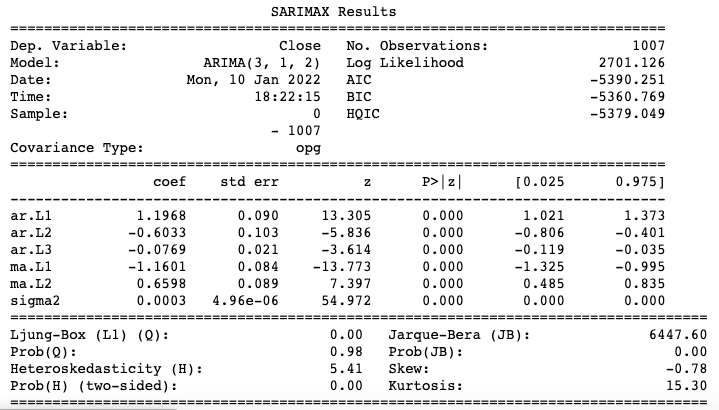 SARIMAX Results
==============================================================================
Dep. Variable: Close No. Observations: 1007
Model: ARIMA(3, 1, 2) Log Likelihood 2701.126
Date: Mon, 10 Jan 2022 AIC -5390.251
Time: 18:22:15 BIC -5360.769
Sample: 0 HQIC -5379.049
- 1007
Covariance Type: opg
==============================================================================
coef std err z P>|z| [0.025 0.975]
------------------------------------------------------------------------------
ar.L1 1.1968 0.090 13.305 0.000 1.021 1.373
ar.L2 -0.6033 0.103 -5.836 0.000 -0.806 -0.401
ar.L3 -0.0769 0.021 -3.614 0.000 -0.119 -0.035
ma.L1 -1.1601 0.084 -13.773 0.000 -1.325 -0.995
ma.L2 0.6598 0.089 7.397 0.000 0.485 0.835
sigma2 0.0003 4.96e-06 54.972 0.000 0.000 0.000
===================================================================================
Ljung-Box (L1) (Q): 0.00 Jarque-Bera (JB): 6447.60
Prob(Q): 0.98 Prob(JB): 0.00
Heteroskedasticity (H): 5.41 Skew: -0.78
Prob(H) (two-sided): 0.00 Kurtosis: 15.30
===================================================================================